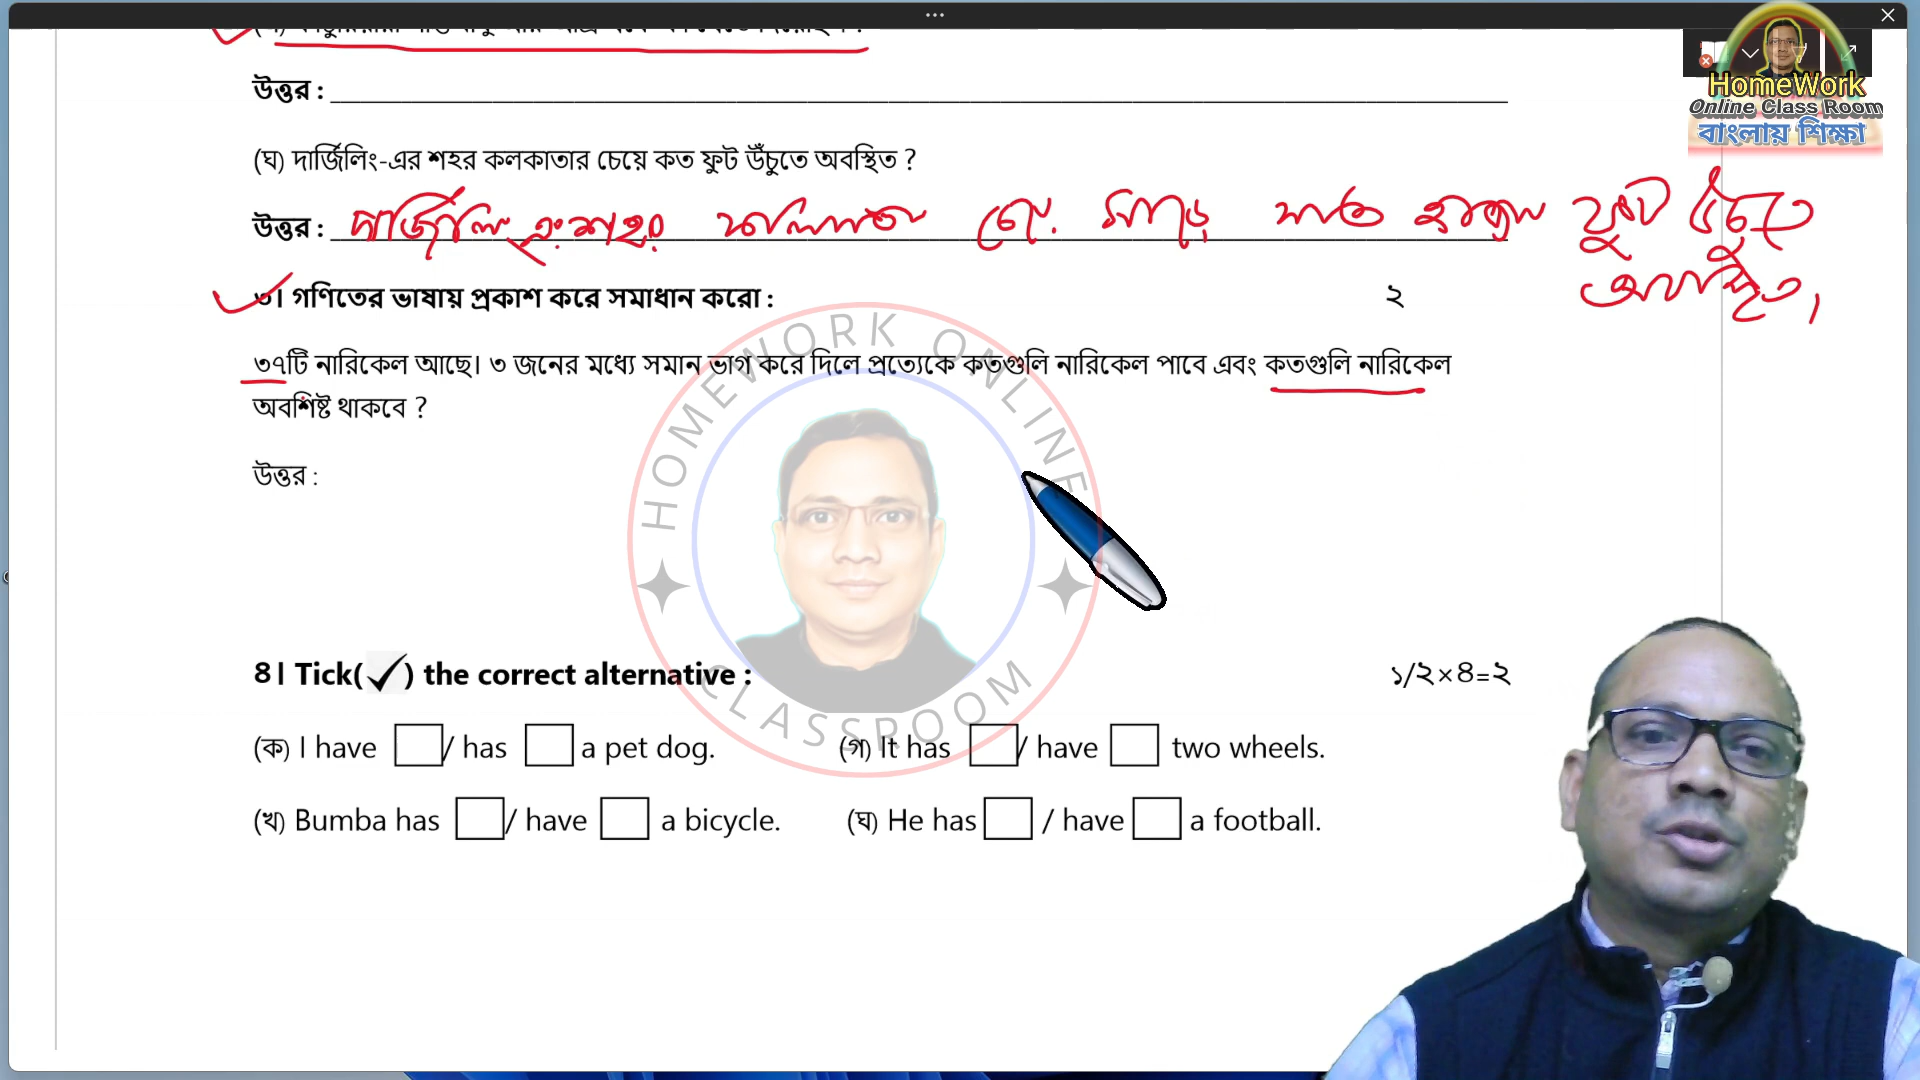 HomeWork
Online Class Room
বাংলায় শিক্ষা
উত্তর :
(ঘ) দার্জিলিং-এর শহর কলকাতার চেয়ে কত ফুট উঁচুতে অবস্থিত ?
উত্তর : দার্জিলিং শহর কলকাতা চেয়ে সাড়ে সাত হাজার ফুট উঁচুতে
অবস্থিত।
৩। গণিতের ভাষায় প্রকাশ করে সমাধান করো : ২
৩৭টি নারিকেল আছে। ৩ জনের মধ্যে সমান ভাগ করে দিলে প্রত্যেকে কতগুলি নারিকেল পাবে এবং কতগুলি নারিকেল
অবশিষ্ট থাকবে ?
উত্তর :
HOMEWORK ONLINE
CLASSROOM
৪। Tick(✓) the correct alternative : ১/২×৪=২
(ক) I have / has a pet dog. (গ) It has / have two wheels.
(খ) Bumba has / have a bicycle. (ঘ) He has / have a football.